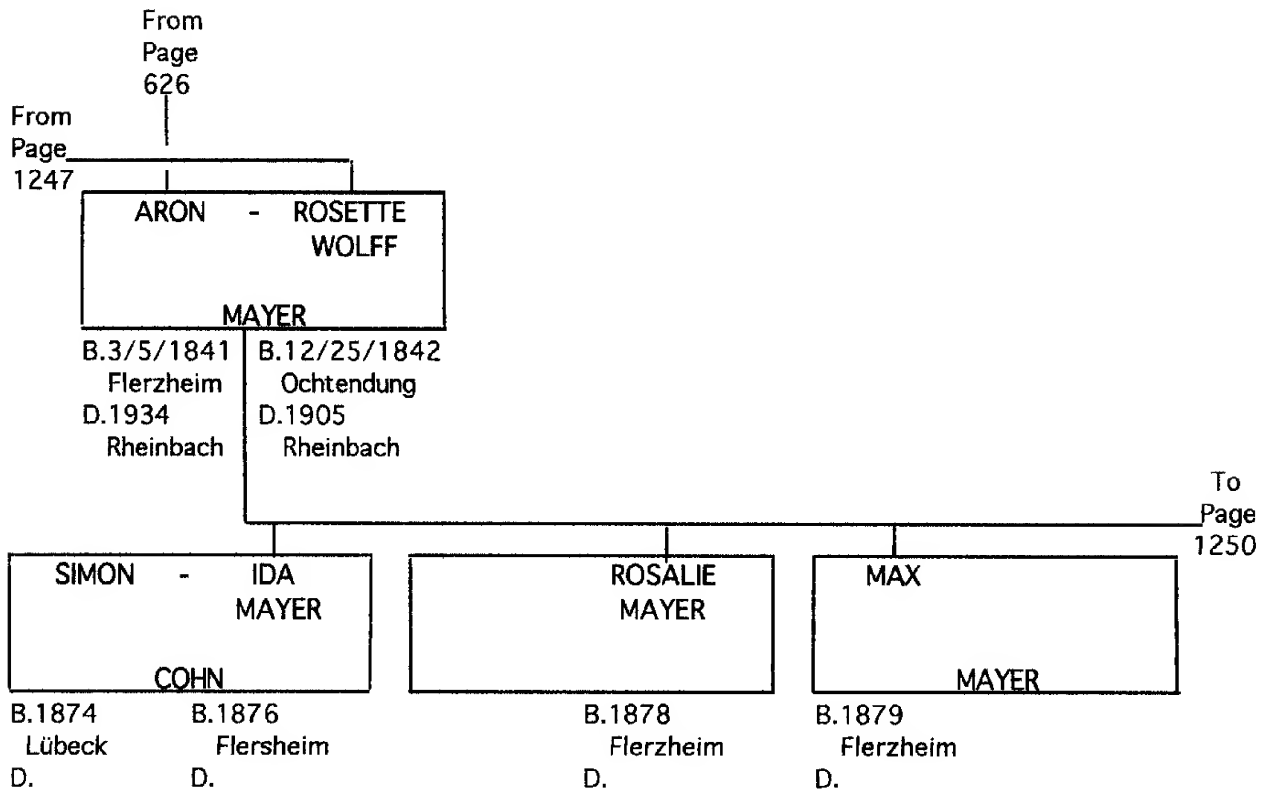 From
Page
626
From
Page
1247
ARON - ROSETTE
WOLFF
MAYER
B.3/5/1841 B.12/25/1842
Flerzheim Ochtendung
D.1934 D.1905
Rheinbach Rheinbach
To
Page
1250
SIMON - IDA
MAYER
COHN
ROSALIE
MAYER
MAX
MAYER
B.1874 B.1876
Lübeck Flersheim
D. D.
B.1878
Flerzheim
D.
B.1879
Flerzheim
D.